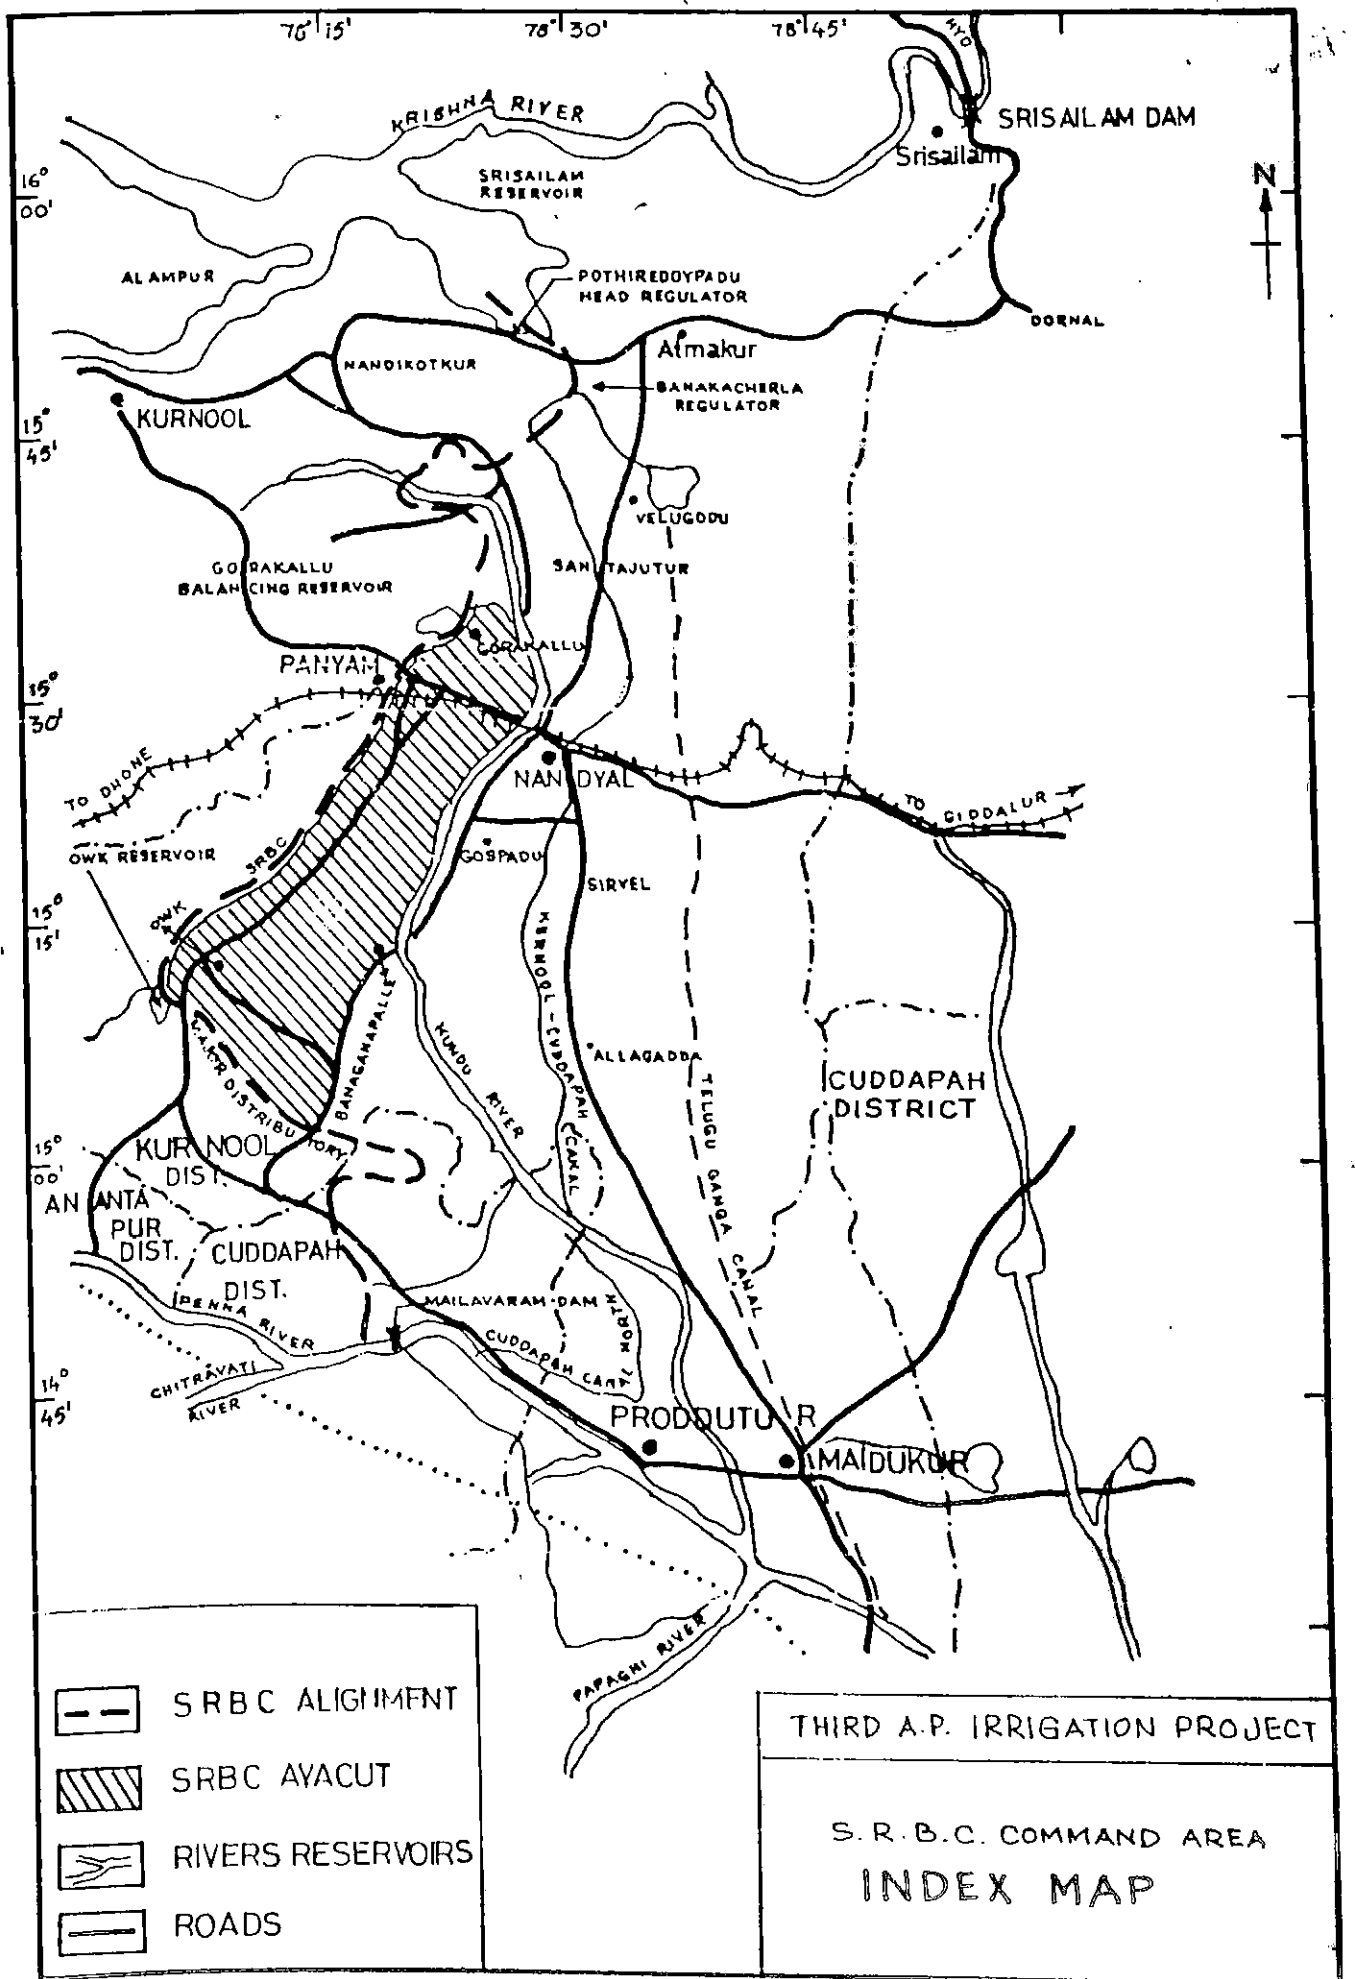 76°15'
78°30'
78°45'
HYD
KRISHNA RIVER
SRISAILAM DAM
Srisailam
SRISAILAM
RESERVOIR
N
16°
00'
ALAMPUR
POTHIREDDYPADU
HEAD REGULATOR
DORNAL
Atmakur
NANDIKOTKUR
BANAKACHERLA
REGULATOR
KURNOOL
15°
45'
VELUGODU
GORAKALLU
BALANCING RESERVOIR
SANTAJUTUR
GORAKALLU
PANYAM
15°
30'
TO DHONE
NANDYAL
TO GIDDALUR
OWK RESERVOIR
SRBC
GOSPADU
SIRVEL
15°
15'
OWK
KERNOOL-CUDDAPAH CANAL
BANAGANAPALLE
KUNDU RIVER
ALLAGADDA
TELUGU GANGA CANAL
CUDDAPAH
DISTRICT
DISTRIBUTORY
15°
00'
KURNOOL
DIST.
ANANTA
PUR
DIST.
CUDDAPAH
DIST.
PENNA RIVER
MAILAVARAM DAM
NORTH
CUDDAPAH CANAL
CHITRAVATI
RIVER
14°
45'
PRODDUTUR
MAIDUKUR
PAPAGHI RIVER
SRBC ALIGNMENT
SRBC AYACUT
RIVERS RESERVOIRS
ROADS
THIRD A.P. IRRIGATION PROJECT
S.R.B.C. COMMAND AREA
INDEX MAP